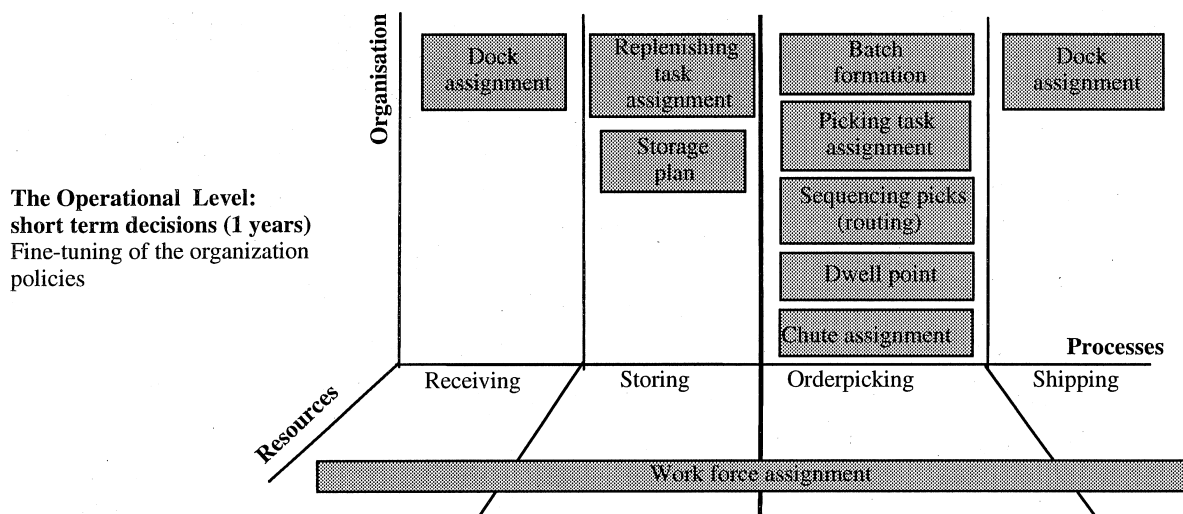 Organisation
Dock
assignment
Replenishing
task
assignment
Storage
plan
Batch
formation
Picking task
assignment
Sequencing picks
(routing)
Dwell point
Chute assignment
Dock
assignment
The Operational Level:
short term decisions (1 years)
Fine-tuning of the organization
policies
Processes
Receiving
Storing
Orderpicking
Shipping
Resources
Work force assignment